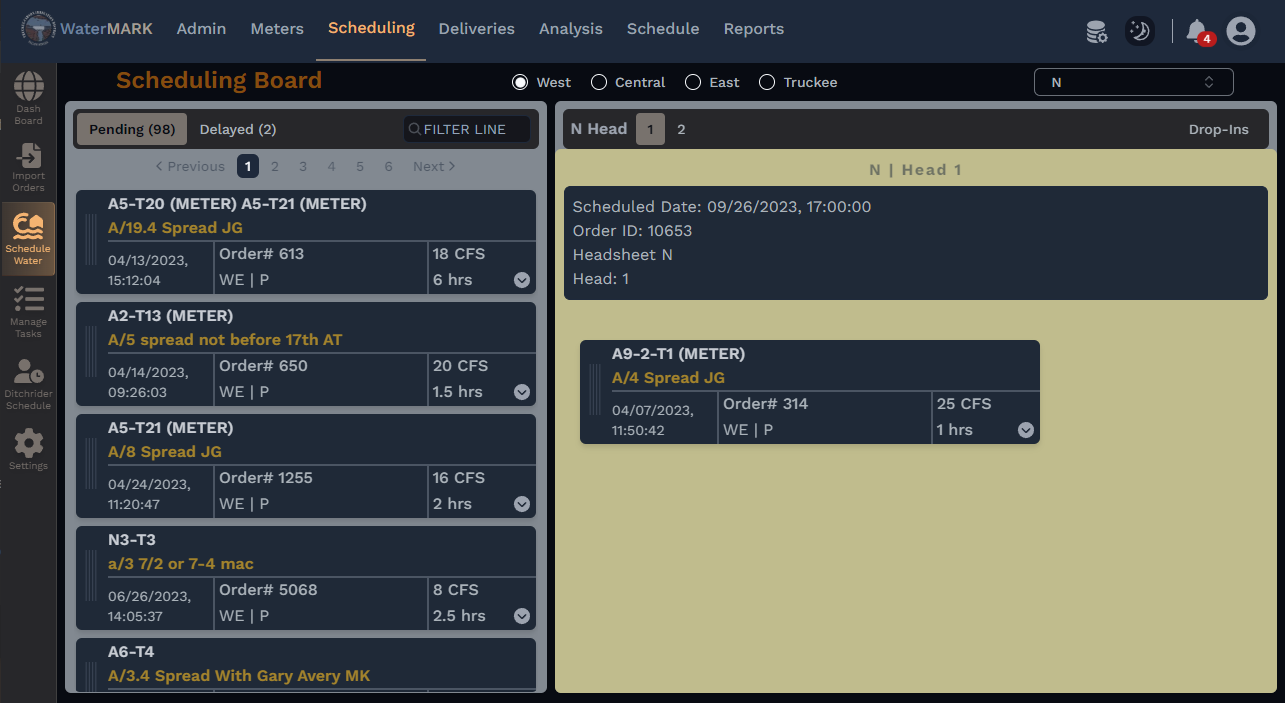 WaterMARK Admin Meters Scheduling Deliveries Analysis Schedule Reports 4
Dash
Board
Import
Orders
Schedule
Water
Manage
Tasks
Ditchrider
Schedule
Settings
Scheduling Board
West Central East Truckee
N
Pending (98) Delayed (2) FILTER LINE
Previous 1 2 3 4 5 6 Next
A5-T20 (METER) A5-T21 (METER)
A/19.4 Spread JG
04/13/2023,
15:12:04
Order# 613
WE | P
18 CFS
6 hrs
A2-T13 (METER)
A/5 spread not before 17th AT
04/14/2023,
09:26:03
Order# 650
WE | P
20 CFS
1.5 hrs
A5-T21 (METER)
A/8 Spread JG
04/24/2023,
11:20:47
Order# 1255
WE | P
16 CFS
2 hrs
N3-T3
a/3 7/2 or 7-4 mac
06/26/2023,
14:05:37
Order# 5068
WE | P
8 CFS
2.5 hrs
A6-T4
A/3.4 Spread With Gary Avery MK
N Head 1 2 Drop-Ins
N | Head 1
Scheduled Date: 09/26/2023, 17:00:00
Order ID: 10653
Headsheet N
Head: 1
A9-2-T1 (METER)
A/4 Spread JG
04/07/2023,
11:50:42
Order# 314
WE | P
25 CFS
1 hrs